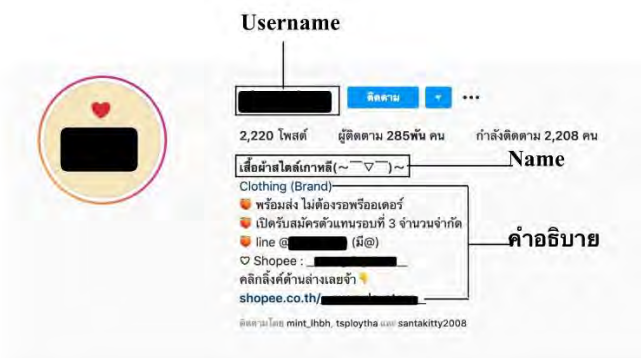 Username
ติดตาม
2,220 โพสต์ ผู้ติดตาม 285พัน คน กำลังติดตาม 2,208 คน
เสื้อผ้าสไตล์เกาหลี(~￣▽￣)~ Name
Clothing (Brand)
พร้อมส่ง ไม่ต้องรอพรีออเดอร์
เปิดรับสมัครตัวแทนรอบที่ 3 จำนวนจำกัด
line @ (มี@) คำอธิบาย
♡ Shopee :
คลิกลิ้งค์ด้านล่างเลยจ้า👇
shopee.co.th/
ติดตามโดย mint_lhbh, tsploytha และ santakitty2008